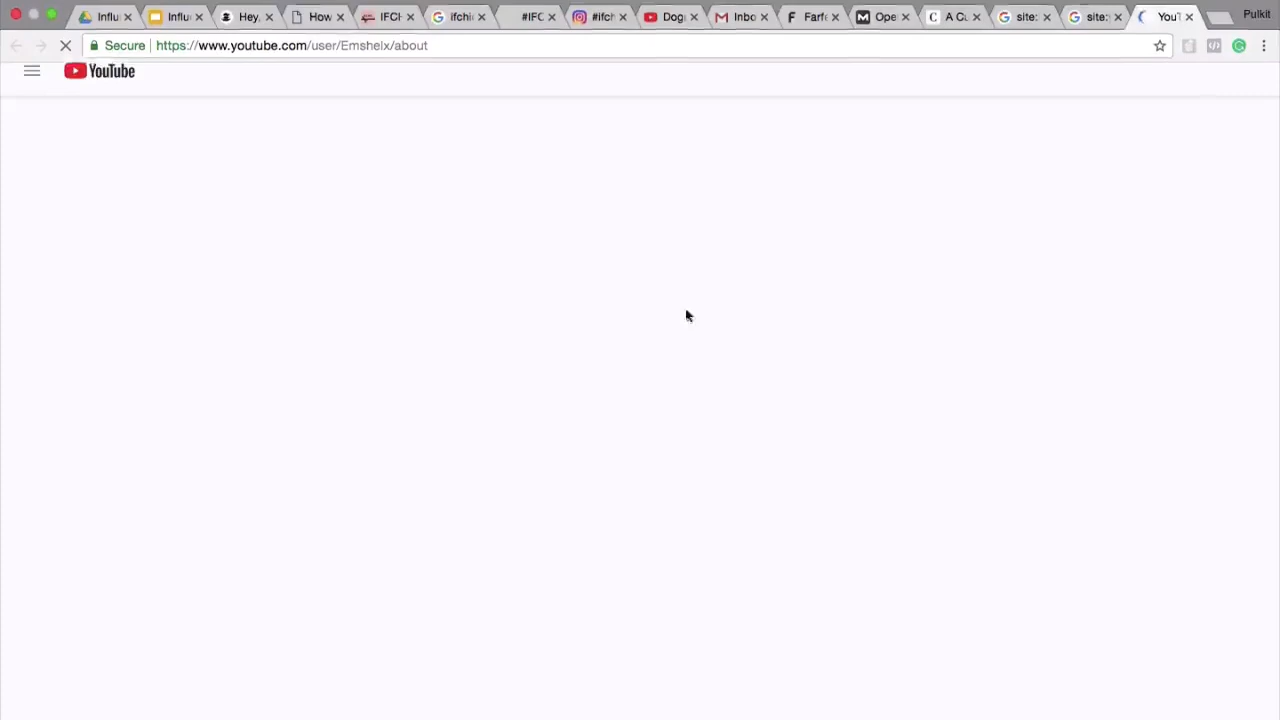 Influ Influ Hey, How IFCH ifchi #IFC #ifch Dog Inbo Farf Ope A Cu site: site: YouT Pulkit
Secure https://www.youtube.com/user/Emshelx/about
YouTube